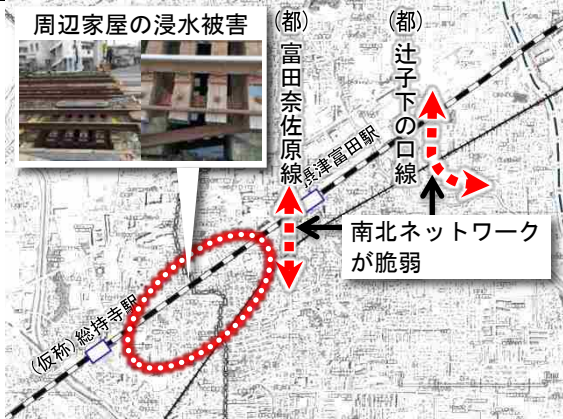 周辺家屋の浸水被害
(都)富田奈佐原線
(都)辻子下の口線
摂津富田駅
南北ネットワーク
が脆弱
(仮称)総持寺駅